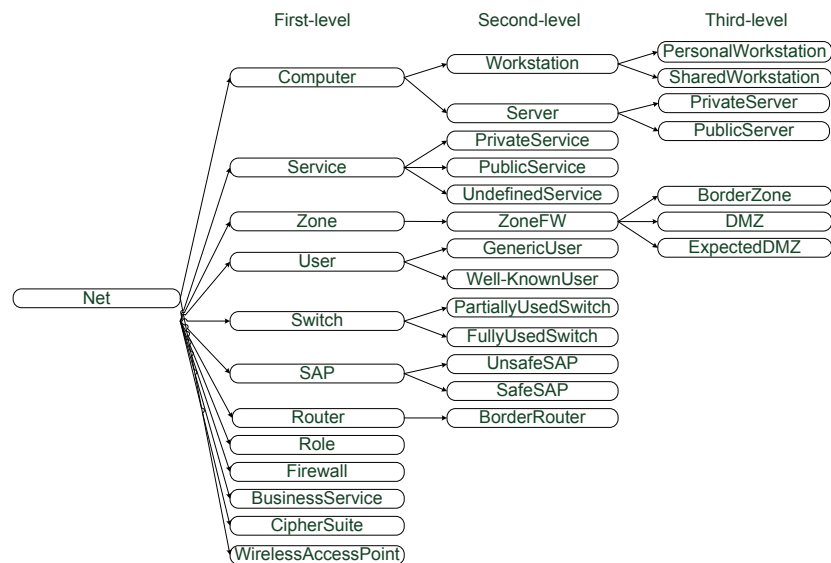 First-level
Second-level
Third-level
Net
Computer
Workstation
PersonalWorkstation
SharedWorkstation
Server
PrivateServer
PublicServer
Service
PrivateService
PublicService
UndefinedService
Zone
ZoneFW
BorderZone
DMZ
ExpectedDMZ
User
GenericUser
Well-KnownUser
Switch
PartiallyUsedSwitch
FullyUsedSwitch
SAP
UnsafeSAP
SafeSAP
Router
BorderRouter
Role
Firewall
BusinessService
CipherSuite
WirelessAccessPoint